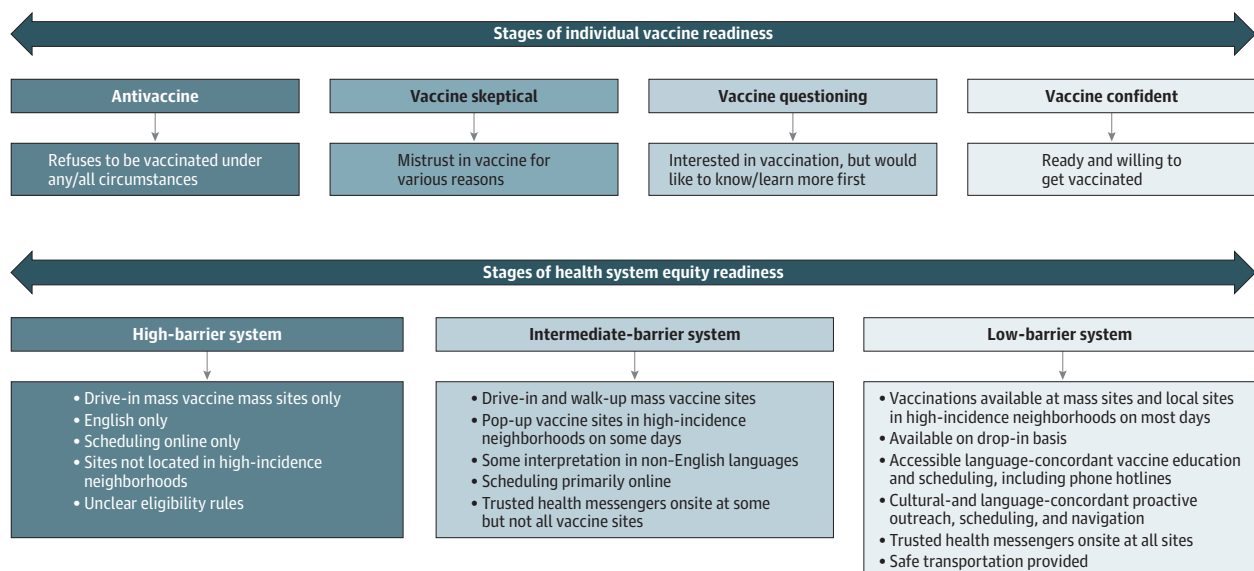 Stages of individual vaccine readiness
Antivaccine
Refuses to be vaccinated under
any/all circumstances
Vaccine skeptical
Mistrust in vaccine for
various reasons
Vaccine questioning
Interested in vaccination, but would
like to know/learn more first
Vaccine confident
Ready and willing to
get vaccinated
Stages of health system equity readiness
High-barrier system
• Drive-in mass vaccine mass sites only
• English only
• Scheduling online only
• Sites not located in high-incidence
neighborhoods
• Unclear eligibility rules
Intermediate-barrier system
• Drive-in and walk-up mass vaccine sites
• Pop-up vaccine sites in high-incidence
neighborhoods on some days
• Some interpretation in non-English languages
• Scheduling primarily online
• Trusted health messengers onsite at some
but not all vaccine sites
Low-barrier system
• Vaccinations available at mass sites and local sites
in high-incidence neighborhoods on most days
• Available on drop-in basis
• Accessible language-concordant vaccine education
and scheduling, including phone hotlines
• Cultural-and language-concordant proactive
outreach, scheduling, and navigation
• Trusted health messengers onsite at all sites
• Safe transportation provided